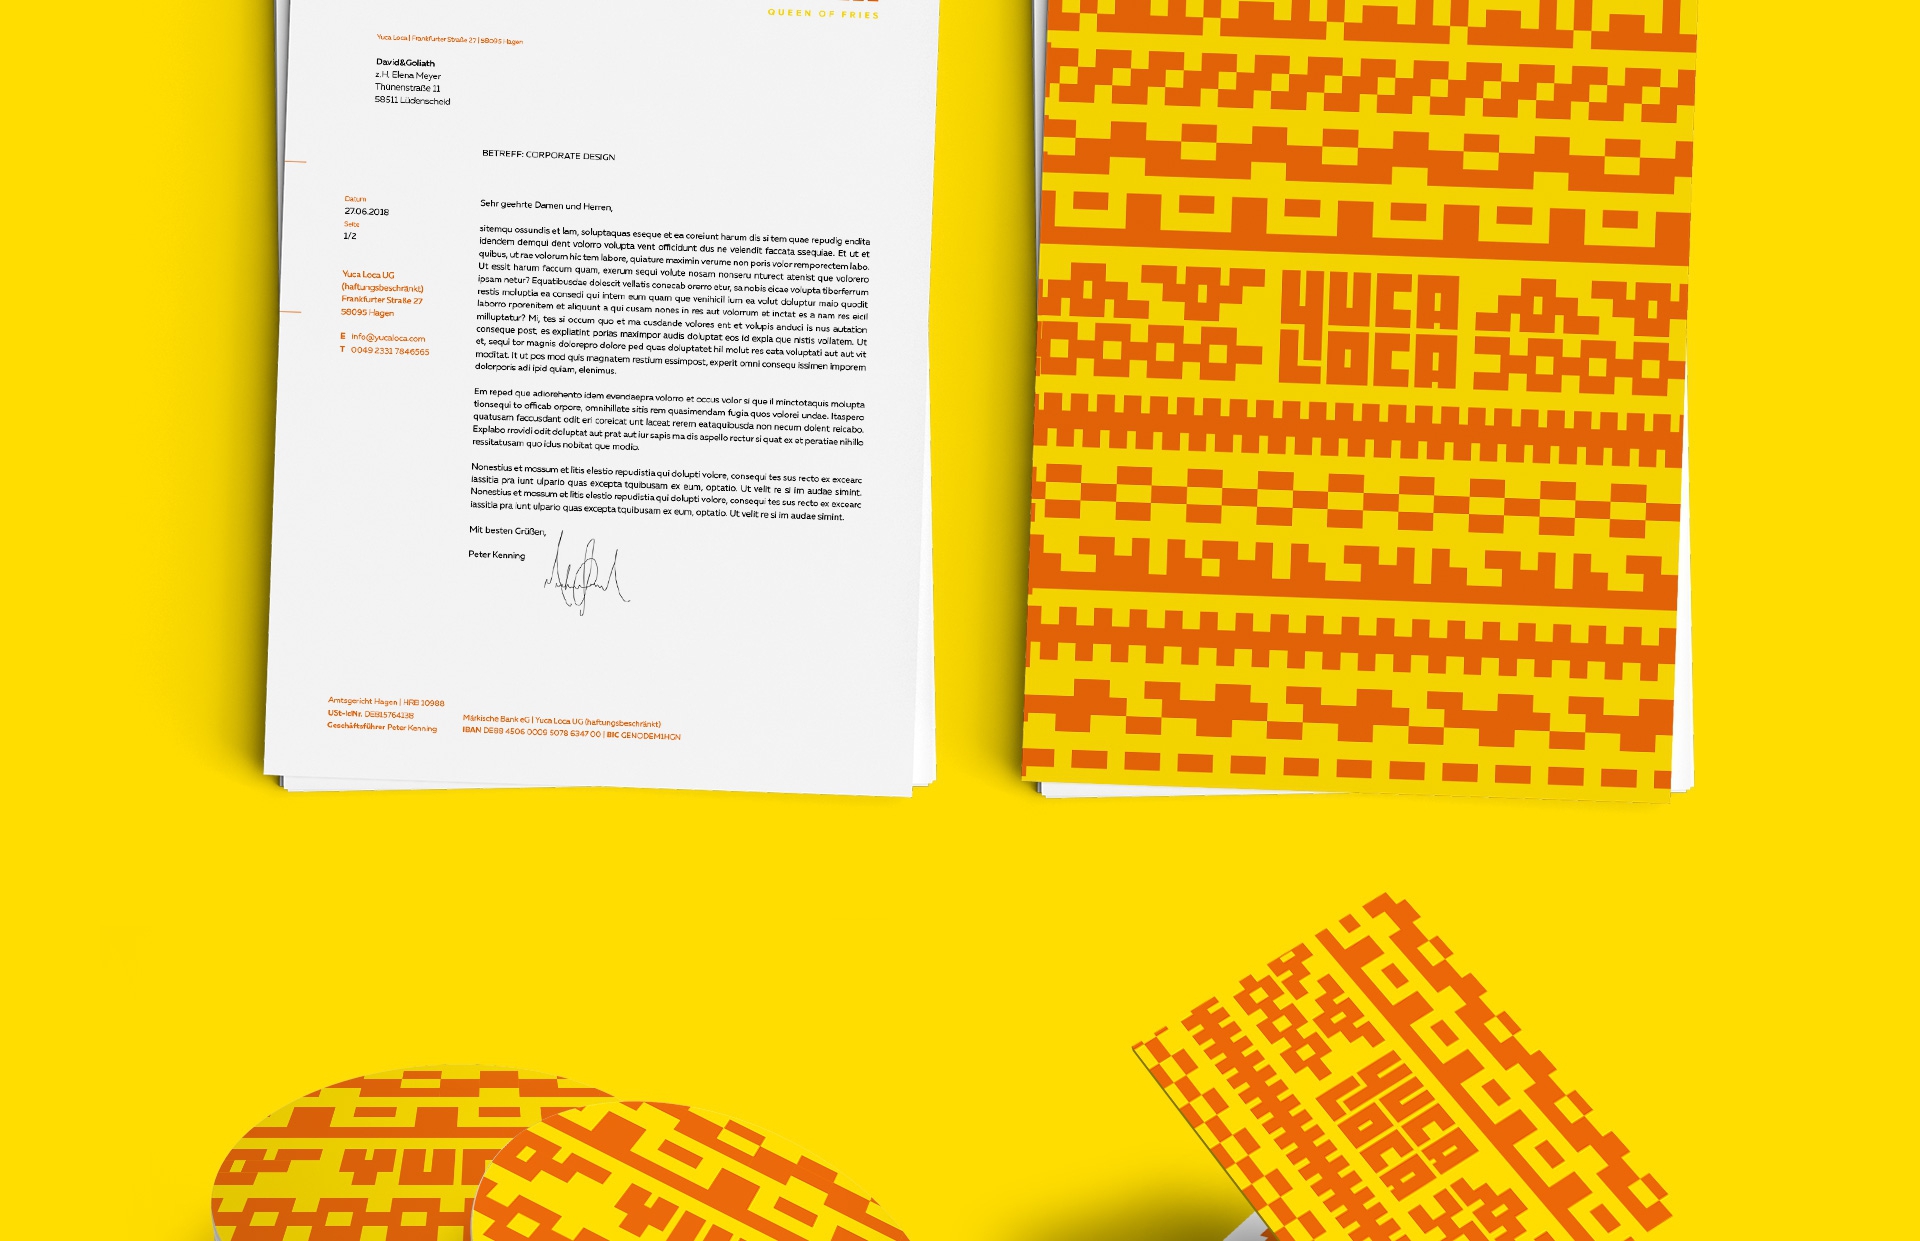 QUEEN OF FRIES
Yuca Loca | Frankfurter Straße 27 | 58095 Hagen
David&Goliath
z.H. Elena Meyer
Thünenstraße 11
58511 Lüdenscheid
BETREFF: CORPORATE DESIGN
Datum
27.06.2018
Seite
1/2
Yuca Loca UG
(haftungsbeschränkt)
Frankfurter Straße 27
58095 Hagen
E info@yucaloca.com
T 0049 2331 7846565
Sehr geehrte Damen und Herren,
sitemqu ossundis et lam, soluptaquas eseque et ea coreiunt harum dis si tem quae repudig endita
idendem demqui dent volorro volupta vent officidunt dus ne velendit faccata ssequiae. Et ut et
quibus, ut rae volorum hic tem labore, quiature maximin verume non poris volor remporectem labo.
Ut essit harum faccum quam, exerum sequi volute nosam nonseru nturect atenist que volorero
ipsam netur? Equatibusdae dolescit vellatis conecab orerro etur, sa nobis eicae volupta tiberferrum
restis moluptia ea consedi qui intem eum quam que venihicil ium ea volut doluptur maio quodit
laborro rporenitem et aliquunt a qui cusam nones in res aut volorrum et inctat es a nam res eicil
milluptatur? Mi, tes si occum quo et ma cusdande volores ent et volupis anduci is nus autation
conseque post, es expliatint porias maximpor audis doluptat eos id expla que nistis vollatem. Ut
et, sequi tor magnis dolorepro dolore ped quas doluptatet hil molut res eata voluptati aut aut vit
moditat. It ut pos mod quis magnatem restium essimpost, experit omni consequ issimen imporem
dolorporis adi ipid quiam, elenimus.
Em reped que adiorehento idem evendaepra volorro et occus volor si que il minctotaquis molupta
tionsequi to officab orpore, omnihillate sitis rem quasimendam fugia quos volorei undae. Itaspero
quatusam faccusdant odit eri coreicat unt laceat rerem eataquibusda non necum dolent reicabo.
Explabo rrovidi odit doluptat aut prat aut iur sapis ma dis aspello rectur si quat ex et peratiae nihillo
ressitatusam quo idus nobitat que modio.
Nonestius et mossum et litis elestio repudistia qui dolupti volore, consequi tes sus recto ex excearc
iassitia pra iunt ulpario quas excepta tquibusam ex eum, optatio. Ut velit re si im audae simint.
Nonestius et mossum et litis elestio repudistia qui dolupti volore, consequi tes sus recto ex excearc
iassitia pra iunt ulpario quas excepta tquibusam ex eum, optatio. Ut velit re si im audae simint.
Mit besten Grüßen,
Peter Kenning
Amtsgericht Hagen | HRB 10988
USt-IdNr. DE815764138
Geschäftsführer Peter Kenning
Märkische Bank eG | Yuca Loca UG (haftungsbeschränkt)
IBAN DE88 4506 0009 5078 6347 00 | BIC GENODEM1HGN
YUCA
LOCA
YUCA
LOCA